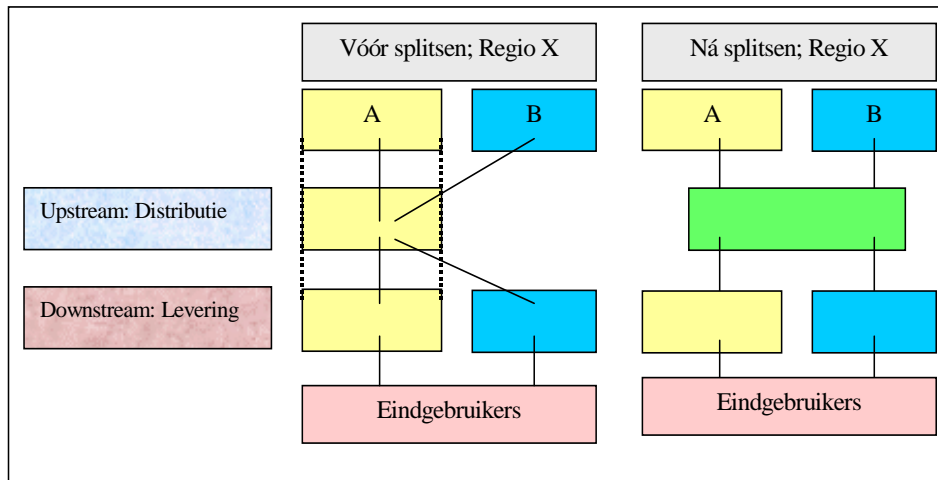 Vóór splitsen; Regio X
Ná splitsen; Regio X
A
B
A
B
Upstream: Distributie
Downstream: Levering
Eindgebruikers
Eindgebruikers